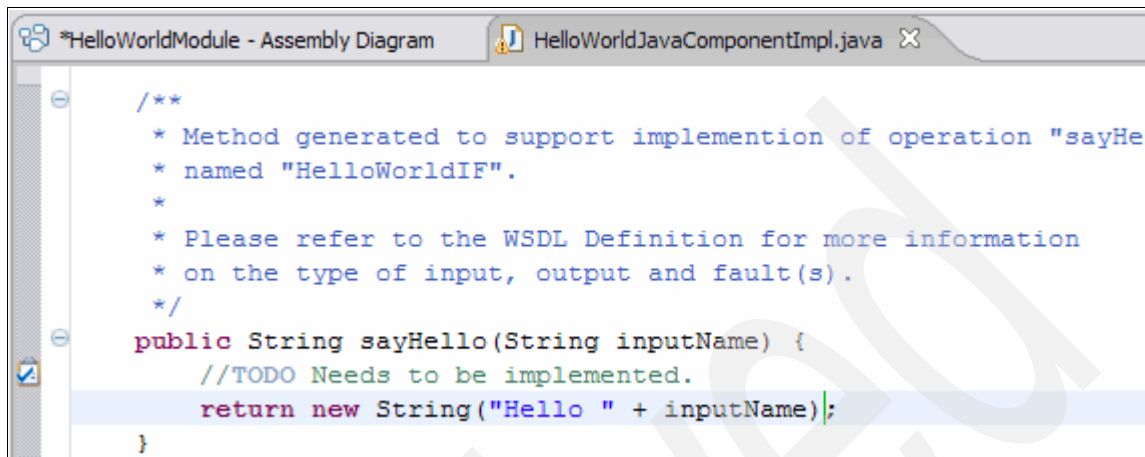 *HelloWorldModule - Assembly Diagram HelloWorldJavaComponentImpl.java
/**
* Method generated to support implemention of operation "sayHe
* named "HelloWorldIF".
*
* Please refer to the WSDL Definition for more information
* on the type of input, output and fault(s).
*/
public String sayHello(String inputName) {
//TODO Needs to be implemented.
return new String("Hello " + inputName);
}